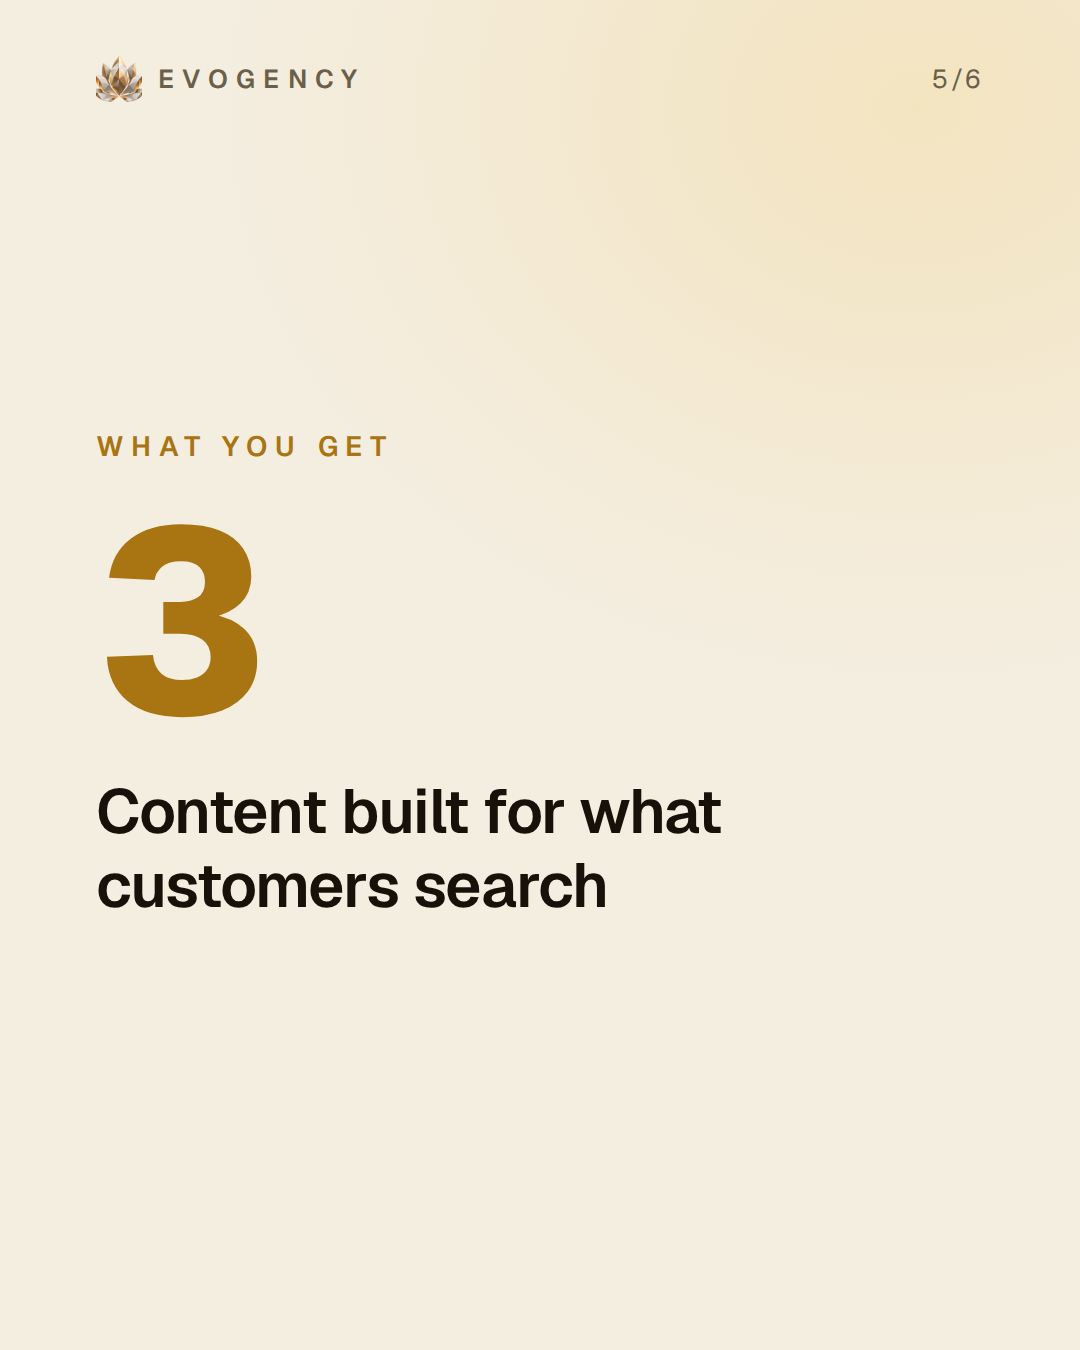 EVOGENCY
5/6
WHAT YOU GET
3
Content built for what
customers search